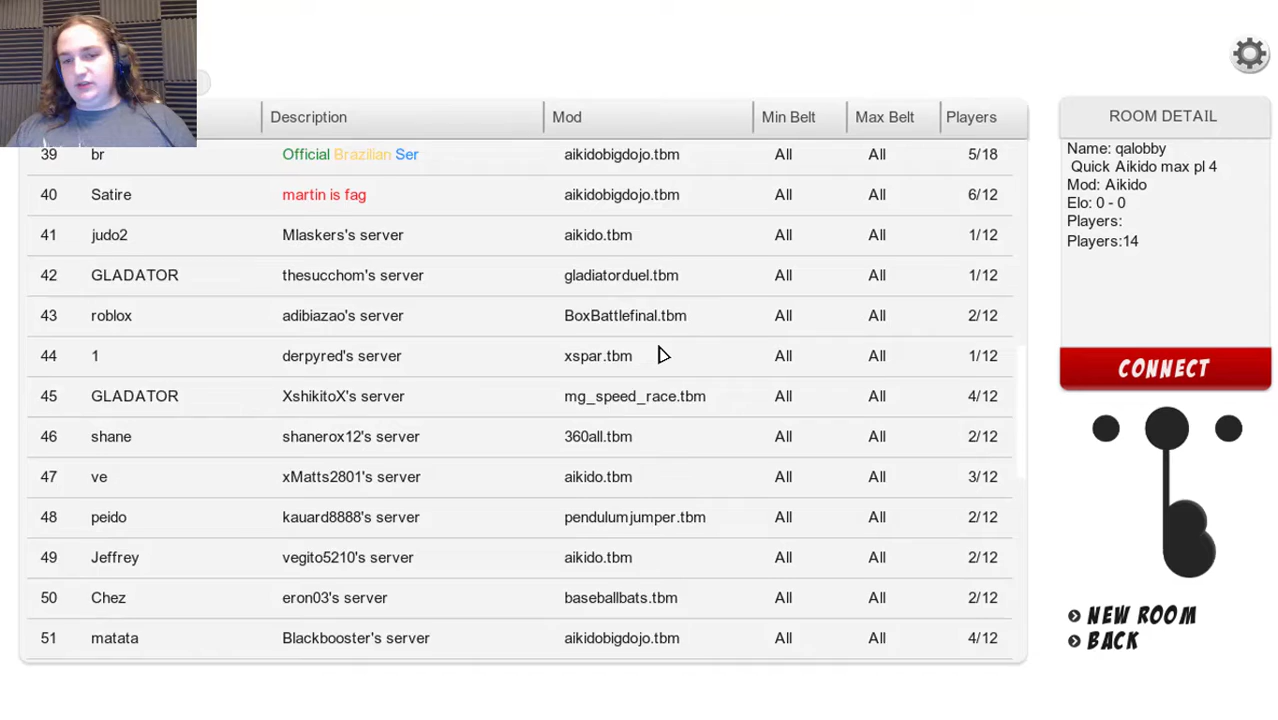 Description Mod Min Belt Max Belt Players
39 br Official Brazilian Ser aikidobigdojo.tbm All All 5/18
40 Satire martin is fag aikidobigdojo.tbm All All 6/12
41 judo2 Mlaskers's server aikido.tbm All All 1/12
42 GLADATOR thesucchom's server gladiatorduel.tbm All All 1/12
43 roblox adibiazao's server BoxBattlefinal.tbm All All 2/12
44 1 derpyred's server xspar.tbm All All 1/12
45 GLADATOR XshikitoX's server mg_speed_race.tbm All All 4/12
46 shane shanerox12's server 360all.tbm All All 2/12
47 ve xMatts2801's server aikido.tbm All All 3/12
48 peido kauard8888's server pendulumjumper.tbm All All 2/12
49 Jeffrey vegito5210's server aikido.tbm All All 2/12
50 Chez eron03's server baseballbats.tbm All All 2/12
51 matata Blackbooster's server aikidobigdojo.tbm All All 4/12
ROOM DETAIL
Name: qalobby
Quick Aikido max pl 4
Mod: Aikido
Elo: 0 - 0
Players:
Players:14
CONNECT
NEW ROOM
BACK